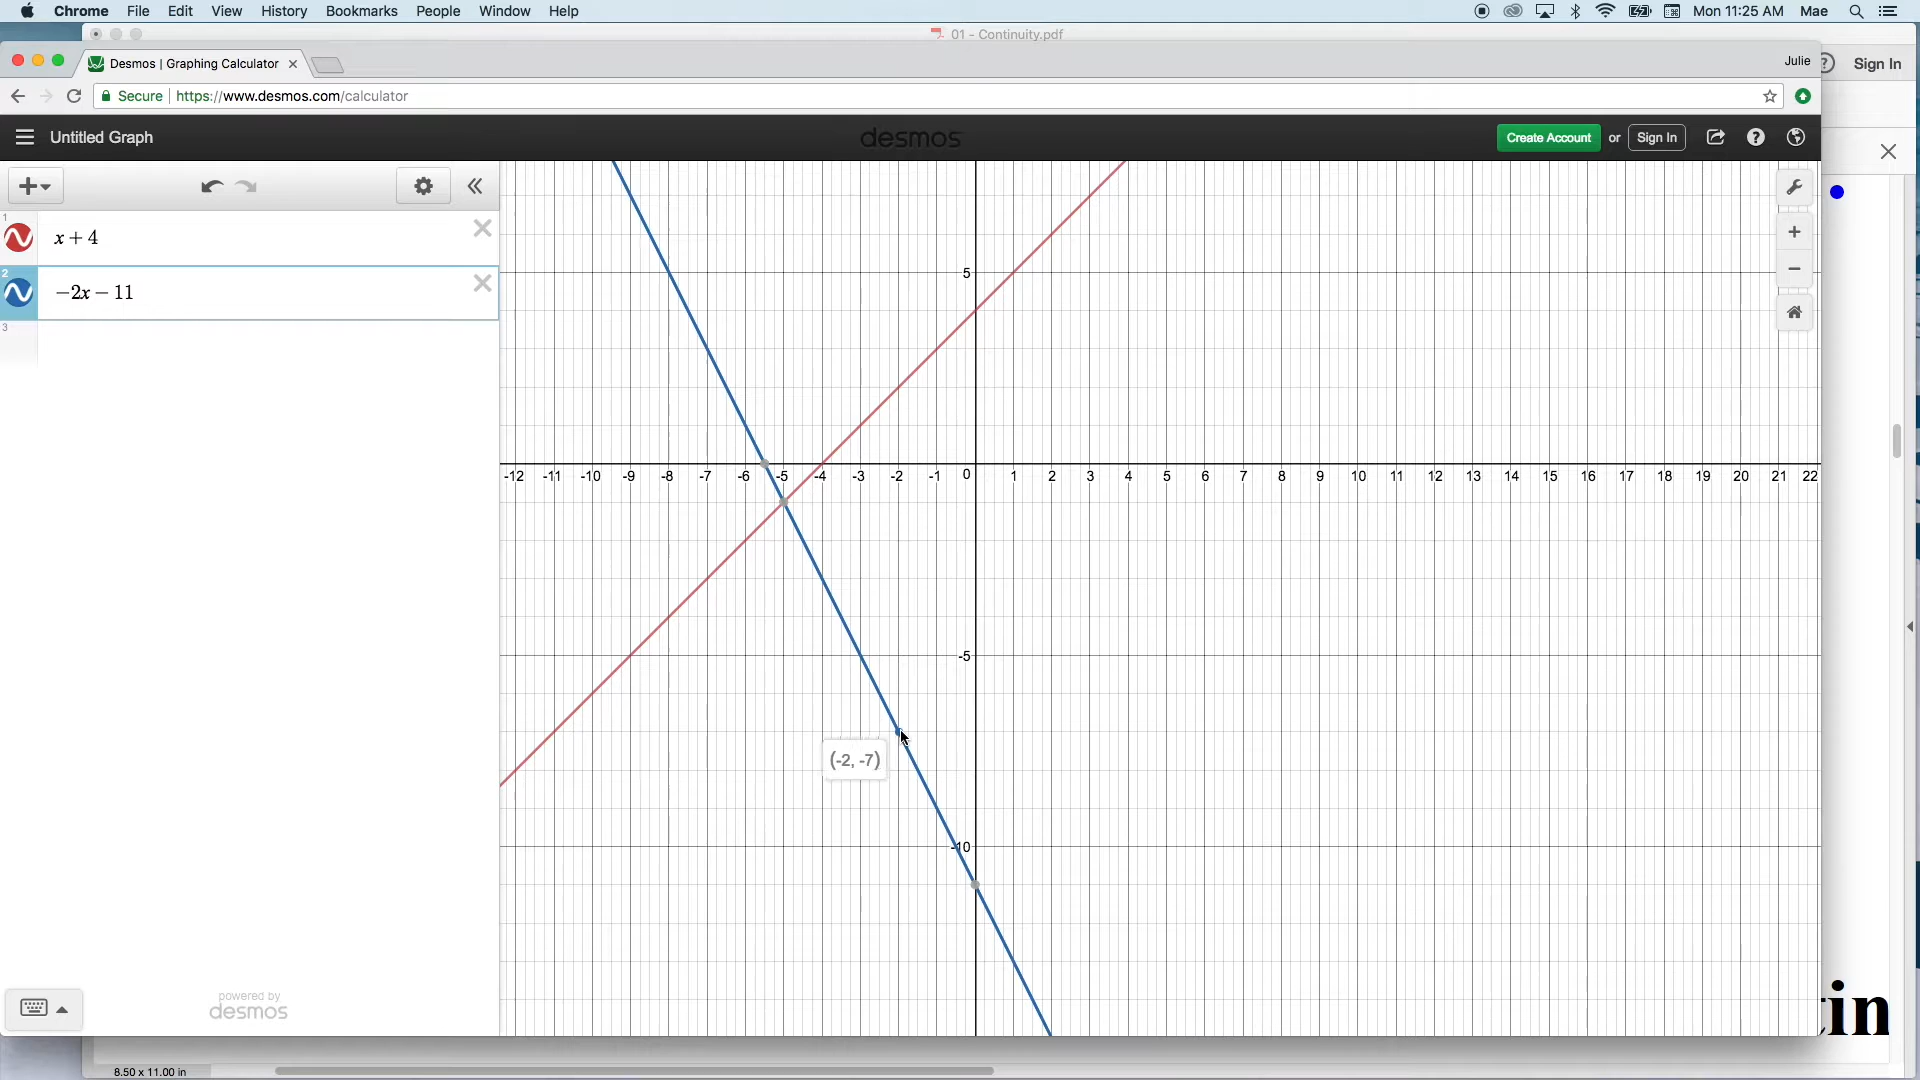 Chrome File Edit View History Bookmarks People Window Help Mon 11:25 AM Mae
01 - Continuity.pdf
Desmos | Graphing Calculator Julie Sign In
Secure https://www.desmos.com/calculator
Untitled Graph desmos Create Account or Sign In
1
x + 4
2
−2x − 11
3
5
-12 -11 -10 -9 -8 -7 -6 -5 -4 -3 -2 -1 0 1 2 3 4 5 6 7 8 9 10 11 12 13 14 15 16 17 18 19 20 21 22
-5
(-2, -7)
-10
powered by
desmos
tin
8.50 x 11.00 in